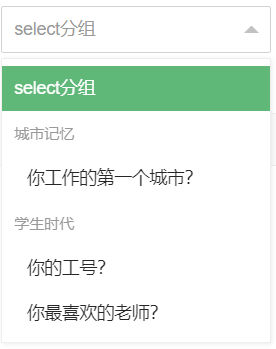 select分组
select分组
城市记忆
你工作的第一个城市？
学生时代
你的工号？
你最喜欢的老师？